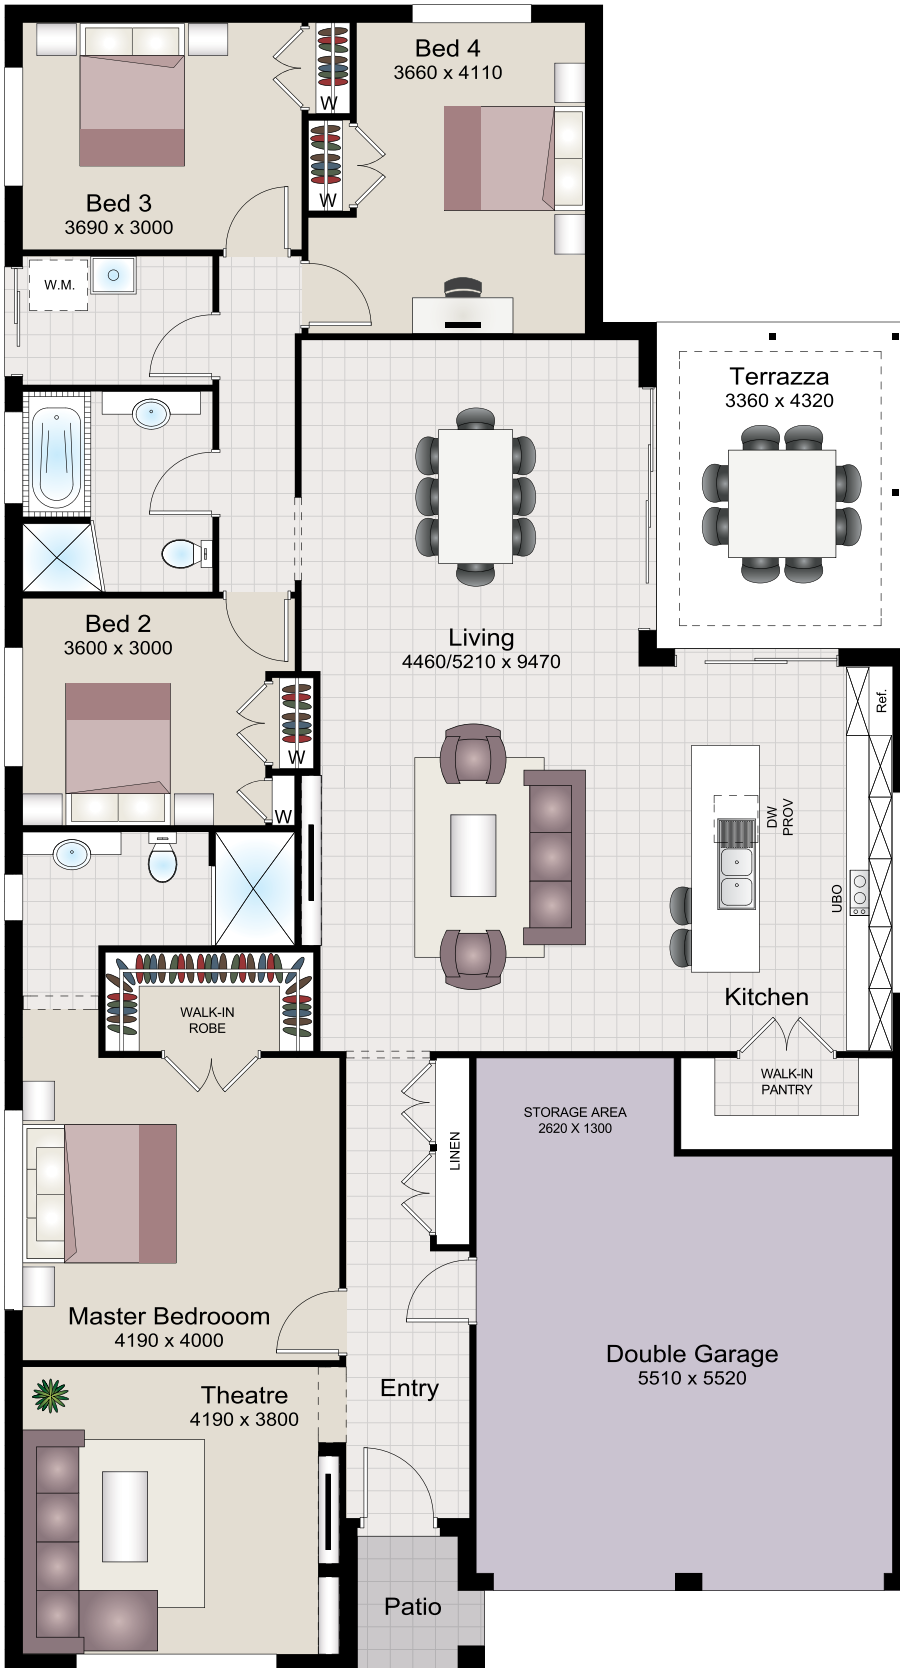 Bed 4
3660 x 4110
W
W
Bed 3
3690 x 3000
W.M.
Terrazza
3360 x 4320
Bed 2
3600 x 3000
Living
4460/5210 x 9470
Ref.
W
W
DW
PROV
UBO
Kitchen
WALK-IN
ROBE
WALK-IN
PANTRY
STORAGE AREA
2620 X 1300
LINEN
Master Bedrooom
4190 x 4000
Double Garage
5510 x 5520
Theatre
4190 x 3800
Entry
Patio